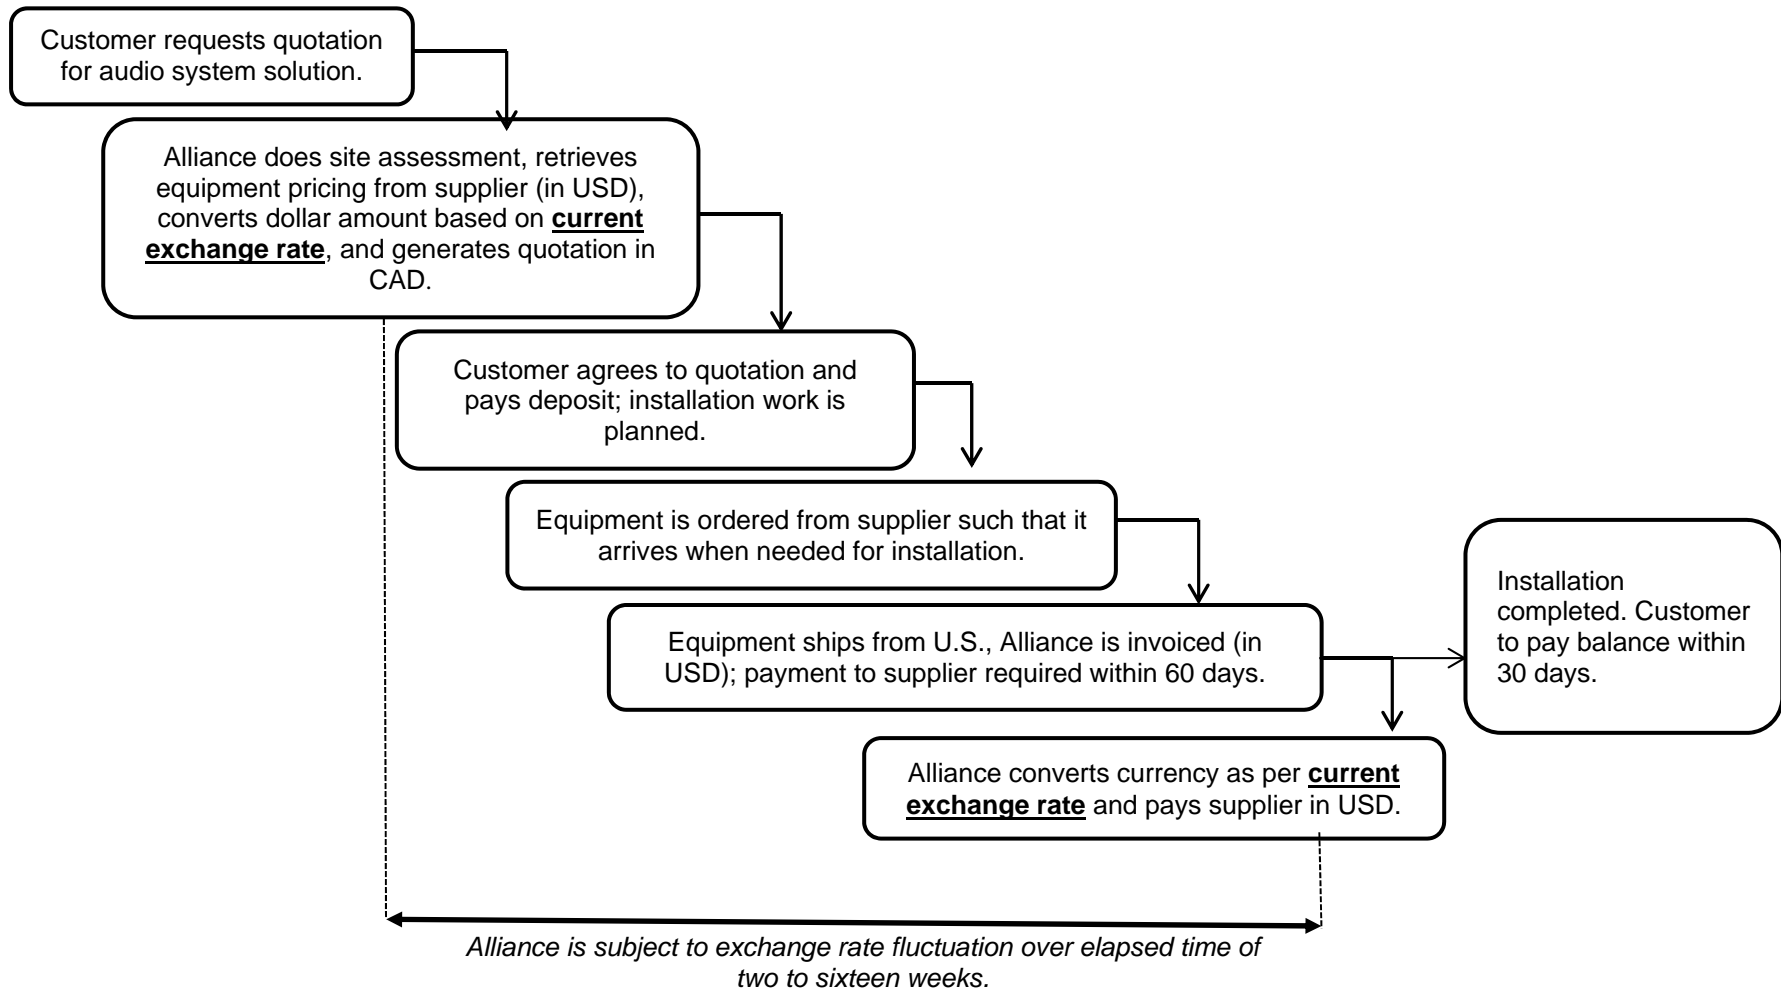 Customer requests quotation
for audio system solution.
Alliance does site assessment, retrieves
equipment pricing from supplier (in USD),
converts dollar amount based on current
exchange rate, and generates quotation in
CAD.
Customer agrees to quotation and
pays deposit; installation work is
planned.
Equipment is ordered from supplier such that it
arrives when needed for installation.
Equipment ships from U.S., Alliance is invoiced (in
USD); payment to supplier required within 60 days.
Installation
completed. Customer
to pay balance within
30 days.
Alliance converts currency as per current
exchange rate and pays supplier in USD.
Alliance is subject to exchange rate fluctuation over elapsed time of
two to sixteen weeks.